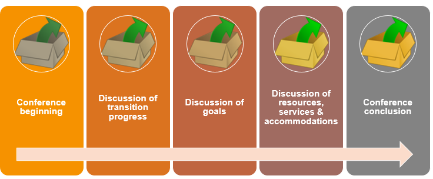 Conference
beginning
Discussion of
transition
progress
Discussion of
goals
Discussion of
resources,
services &
accommodations
Conference
conclusion